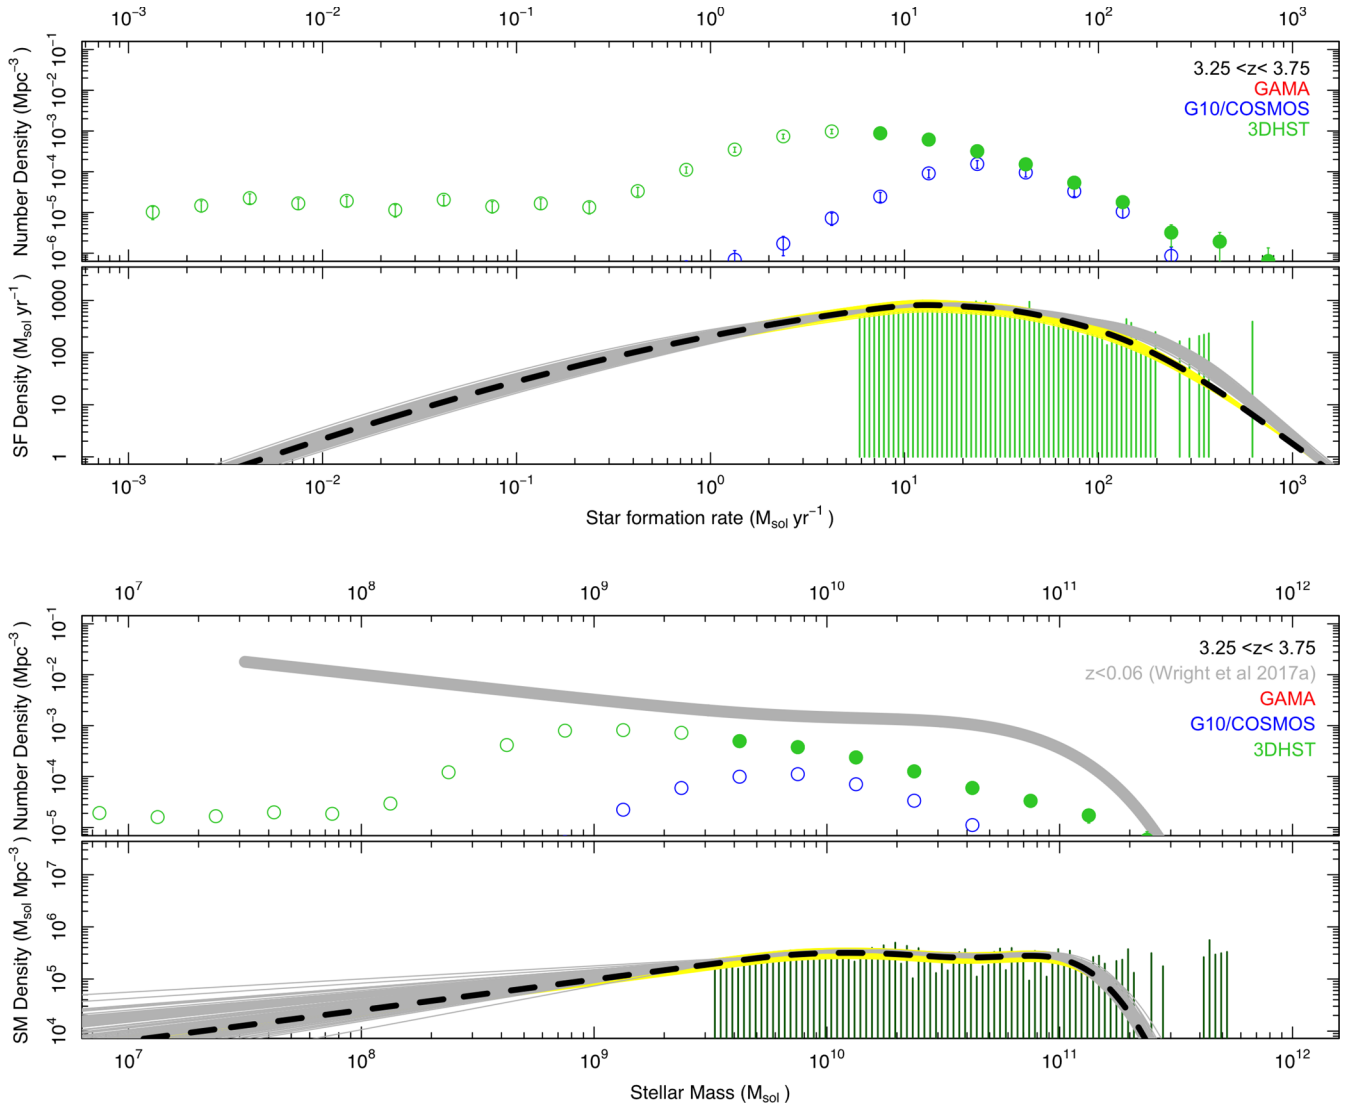 10⁻³ 10⁻² 10⁻¹ 10⁰ 10¹ 10² 10³
Number Density (Mpc⁻³ )
10⁻¹
10⁻²
10⁻³
10⁻⁴
10⁻⁵
10⁻⁶
3.25 <z< 3.75
GAMA
G10/COSMOS
3DHST
SF Density (M_sol yr⁻¹ )
1000
100
10
1
10⁻³ 10⁻² 10⁻¹ 10⁰ 10¹ 10² 10³
Star formation rate (M_sol yr⁻¹ )
10⁷ 10⁸ 10⁹ 10¹⁰ 10¹¹ 10¹²
Number Density (Mpc⁻³ )
10⁻¹
10⁻²
10⁻³
10⁻⁴
10⁻⁵
3.25 <z< 3.75
z<0.06 (Wright et al 2017a)
GAMA
G10/COSMOS
3DHST
SM Density (M_sol Mpc⁻³ )
10⁷
10⁶
10⁵
10⁴
10⁷ 10⁸ 10⁹ 10¹⁰ 10¹¹ 10¹²
Stellar Mass (M_sol )